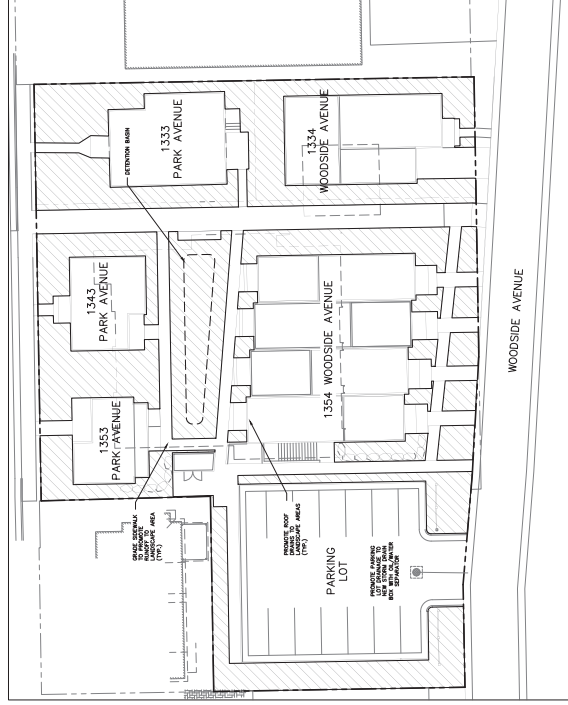 1333
PARK AVENUE
DETENTION BASIN
1334
WOODSIDE AVENUE
1343
PARK AVENUE
1353
PARK AVENUE
1354 WOODSIDE AVENUE
WOODSIDE AVENUE
GRADE SIDEWALK
TO PROMOTE
RUNOFF TO
LANDSCAPE AREA
(TYP.)
PROMOTE ROOF
DRAINS TO
LANDSCAPE AREAS
(TYP.)
PARKING
LOT
PROMOTE PARKING
LOT DRAINAGE TO
NEW STORM DRAIN
BOX WITH OIL/WATER
SEPARATOR